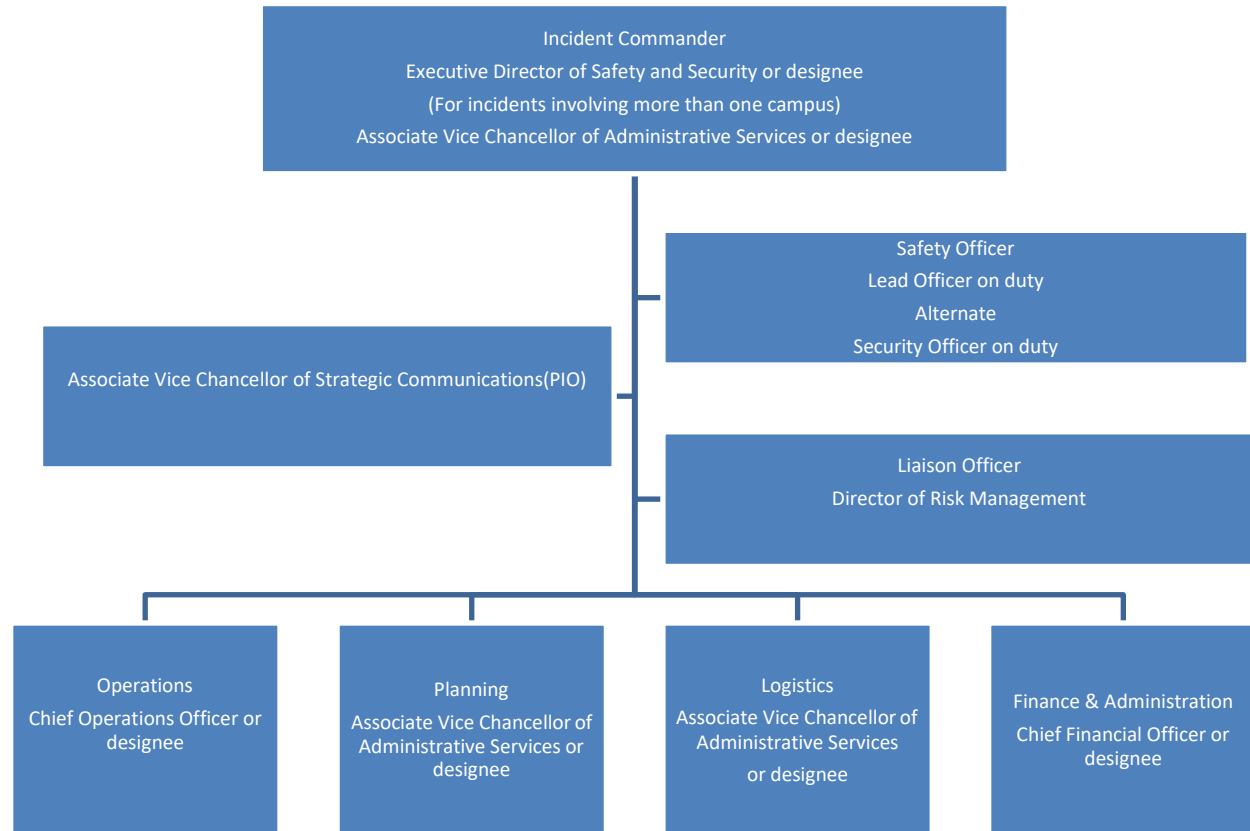 Incident Commander
Executive Director of Safety and Security or designee
(For incidents involving more than one campus)
Associate Vice Chancellor of Administrative Services or designee
Safety Officer
Lead Officer on duty
Alternate
Security Officer on duty
Associate Vice Chancellor of Strategic Communications(PIO)
Liaison Officer
Director of Risk Management
Operations
Chief Operations Officer or
designee
Planning
Associate Vice Chancellor of
Administrative Services or
designee
Logistics
Associate Vice Chancellor of
Administrative Services
or designee
Finance & Administration
Chief Financial Officer or
designee